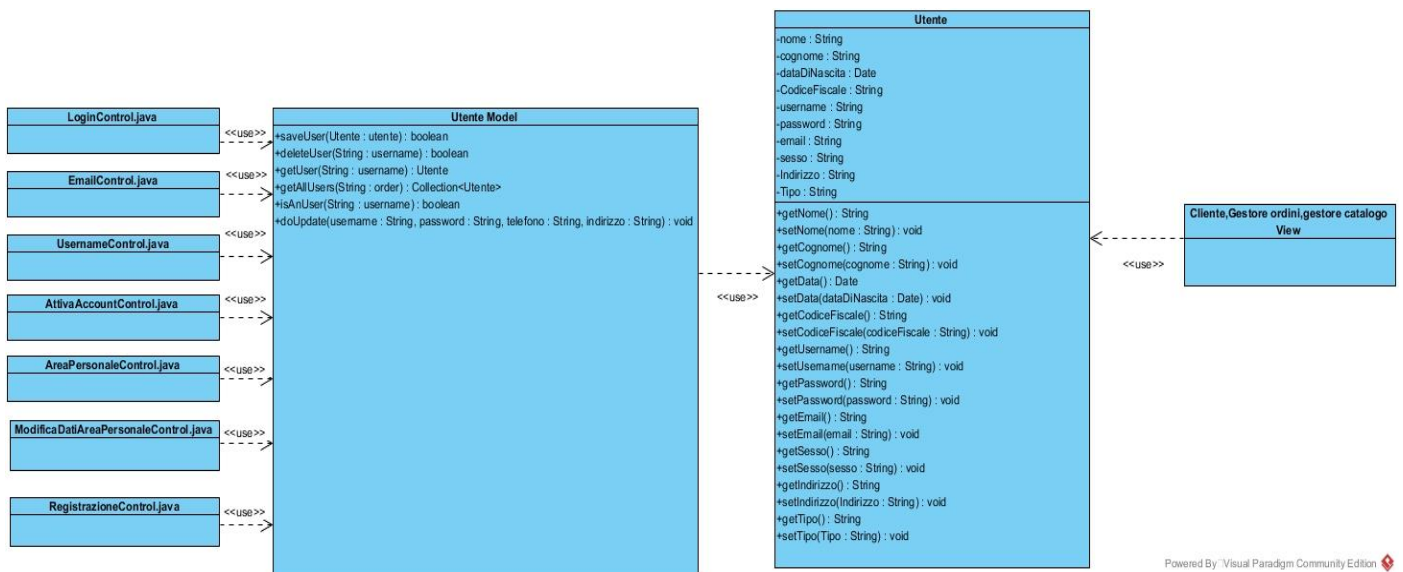 LoginControl.java
<<use>>
EmailControl.java
<<use>>
UsernameControl.java
<<use>>
AttivaAccountControl.java
<<use>>
AreaPersonaleControl.java
<<use>>
ModificaDatiAreaPersonaleControl.java
<<use>>
RegistrazioneControl.java
<<use>>
Utente Model
+saveUser(Utente : utente) : boolean
+deleteUser(String : username) : boolean
+getUser(String : username) : Utente
+getAllUsers(String : order) : Collection<Utente>
+isAnUser(String : username) : boolean
+doUpdate(username : String, password : String, telefono : String, indirizzo : String) : void
<<use>>
Utente
-nome : String
-cognome : String
-dataDiNascita : Date
-CodiceFiscale : String
-username : String
-password : String
-email : String
-sesso : String
-Indirizzo : String
-Tipo : String
+getNome() : String
+setNome(nome : String) : void
+getCognome() : String
+setCognome(cognome : String) : void
+getData() : Date
+setData(dataDiNascita : Date) : void
+getCodiceFiscale() : String
+setCodiceFiscale(codiceFiscale : String) : void
+getUsername() : String
+setUsername(username : String) : void
+getPassword() : String
+setPassword(password : String) : void
+getEmail() : String
+setEmail(email : String) : void
+getSesso() : String
+setSesso(sesso : String) : void
+getIndirizzo() : String
+setIndirizzo(Indirizzo : String) : void
+getTipo() : String
+setTipo(Tipo : String) : void
<<use>>
Cliente,Gestore ordini,gestore catalogo
View
Powered By Visual Paradigm Community Edition